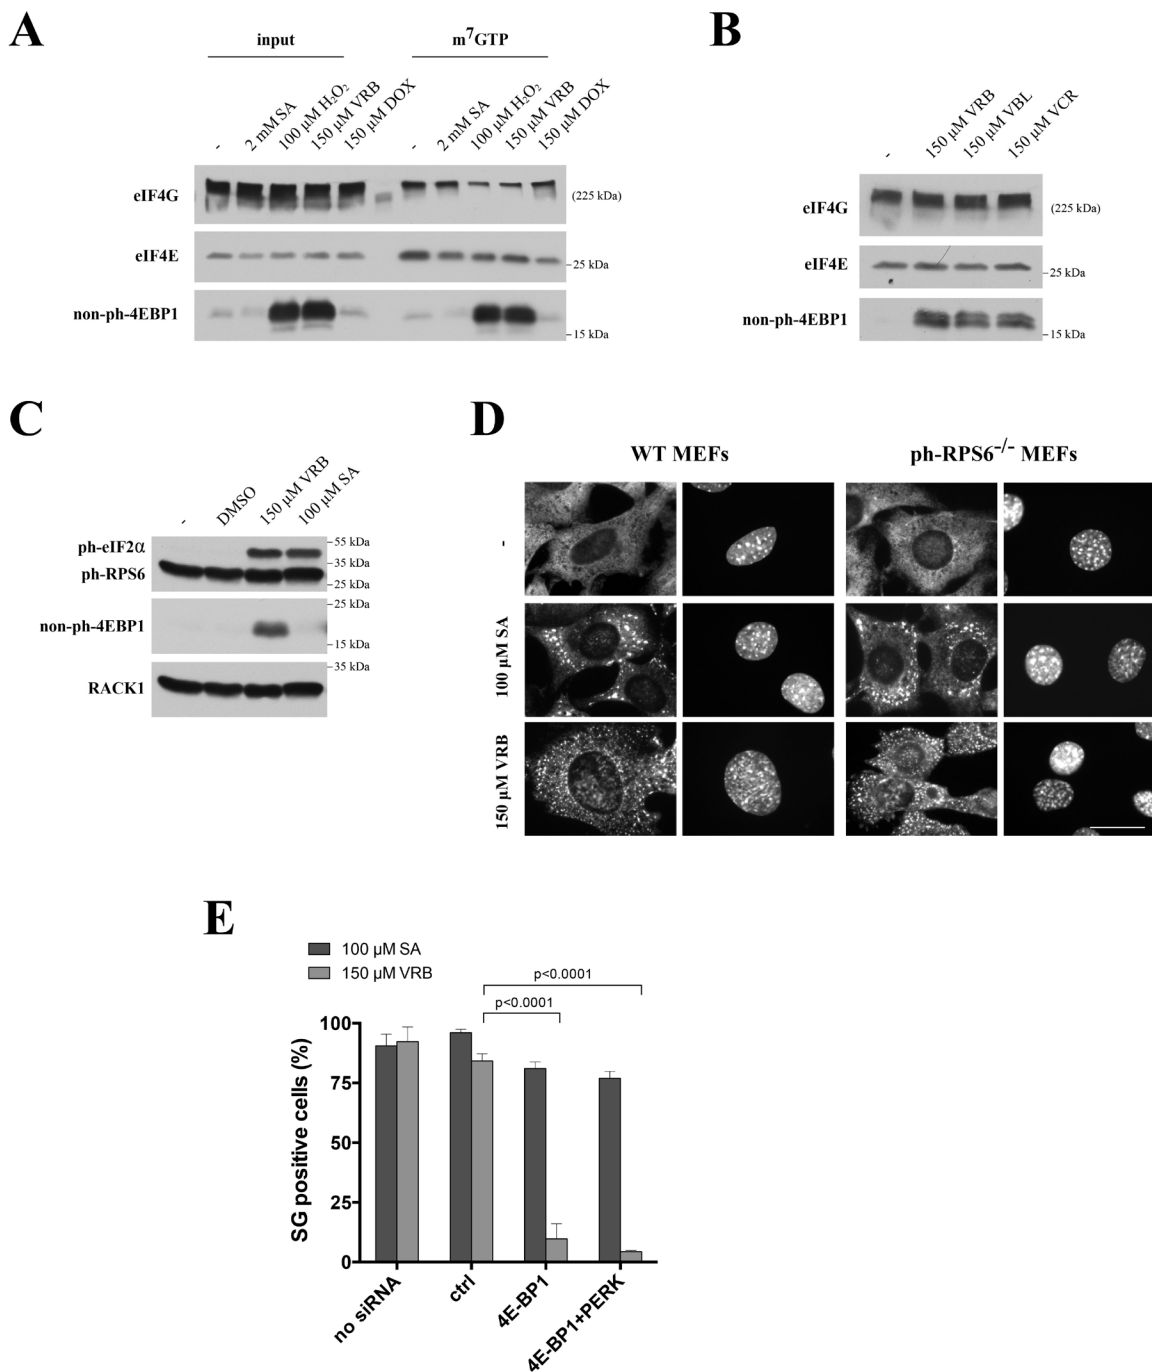 A
input
m⁷GTP
-
2 mM SA
100 µM H₂O₂
150 µM VRB
150 µM DOX
-
2 mM SA
100 µM H₂O₂
150 µM VRB
150 µM DOX
eIF4G
(225 kDa)
eIF4E
25 kDa
non-ph-4EBP1
15 kDa
B
-
150 µM VRB
150 µM VBL
150 µM VCR
eIF4G
(225 kDa)
eIF4E
25 kDa
non-ph-4EBP1
15 kDa
C
-
DMSO
150 µM VRB
100 µM SA
ph-eIF2α
55 kDa
35 kDa
ph-RPS6
25 kDa
25 kDa
non-ph-4EBP1
15 kDa
35 kDa
RACK1
D
WT MEFs
ph-RPS6⁻/⁻ MEFs
-
100 µM SA
150 µM VRB
E
100 µM SA
150 µM VRB
p<0.0001
p<0.0001
SG positive cells (%)
100
75
50
25
0
no siRNA
ctrl
4E-BP1
4E-BP1+PERK